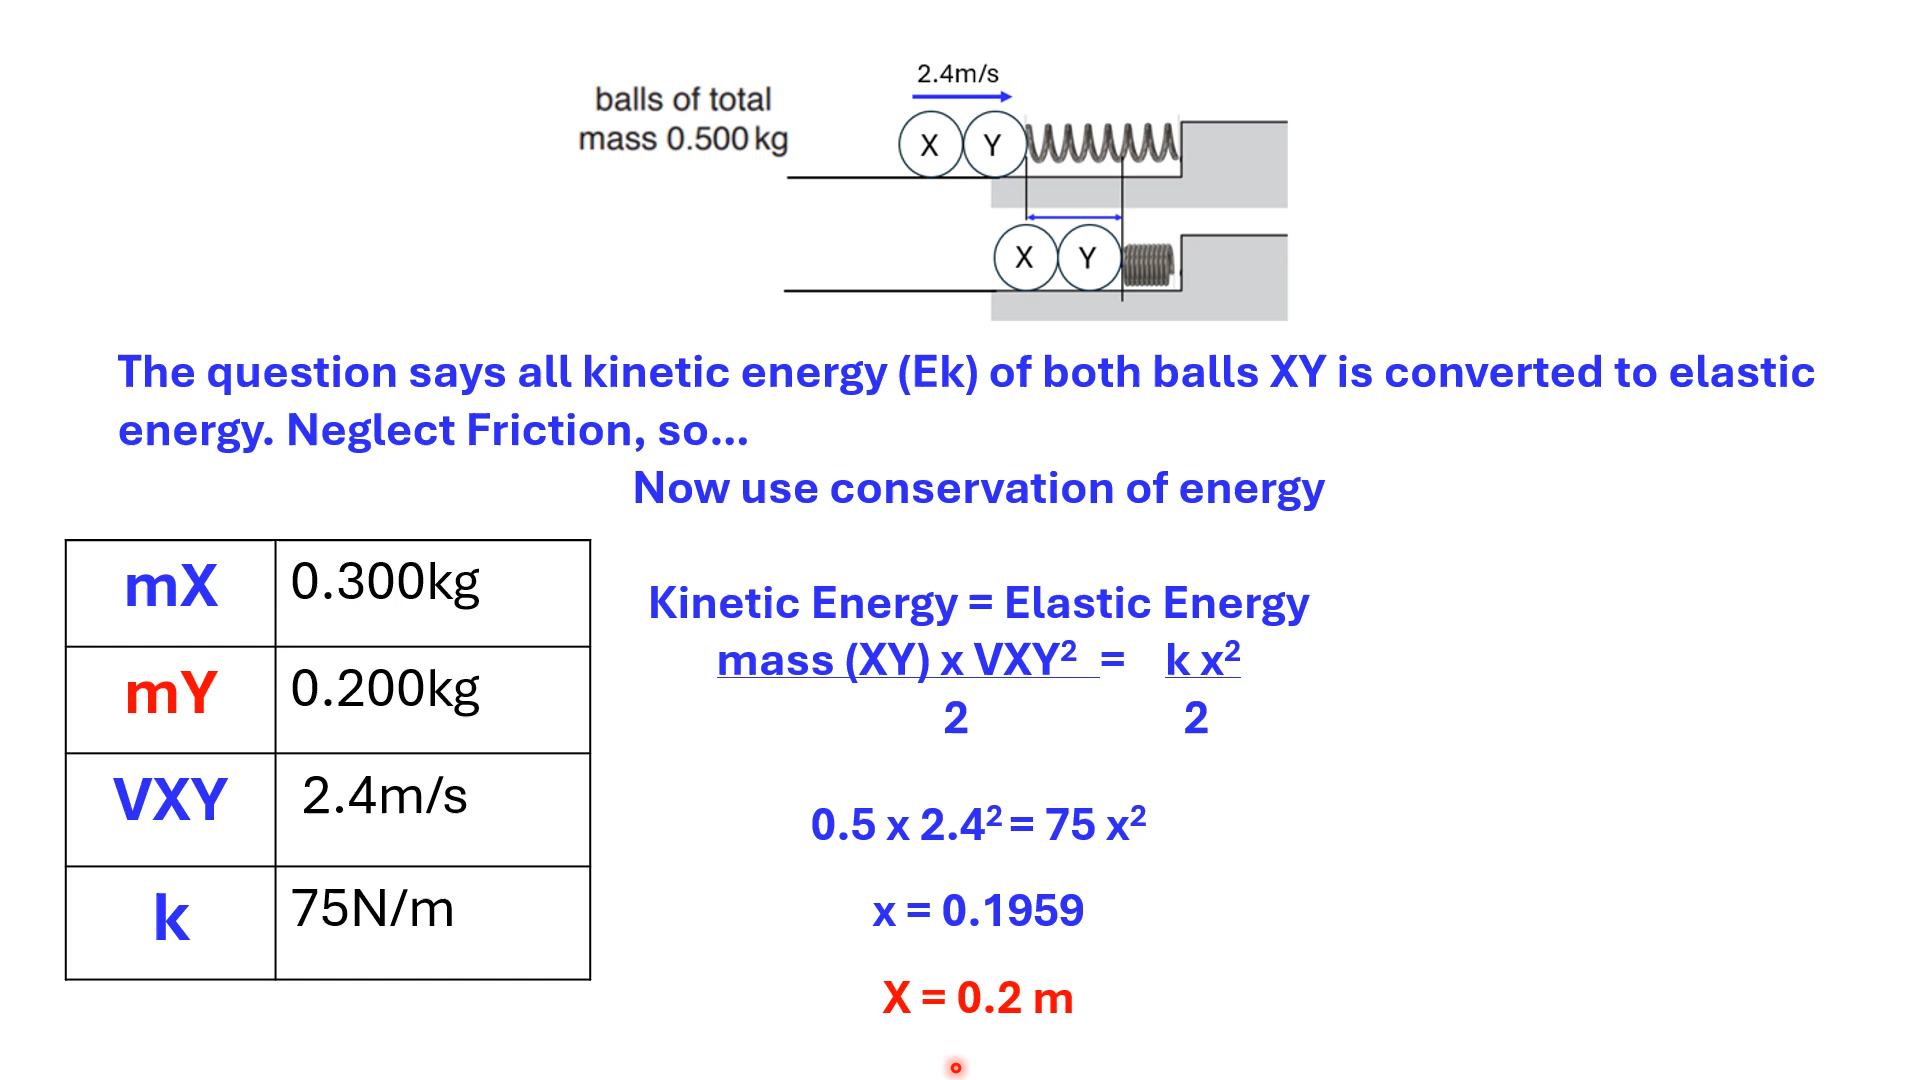 2.4m/s
balls of total
mass 0.500 kg
X Y
X Y
The question says all kinetic energy (Ek) of both balls XY is converted to elastic
energy. Neglect Friction, so...
Now use conservation of energy
mX 0.300kg
mY 0.200kg
VXY 2.4m/s
k 75N/m
Kinetic Energy = Elastic Energy
mass (XY) x VXY² = k x²
2 2
0.5 x 2.4² = 75 x²
x = 0.1959
X = 0.2 m